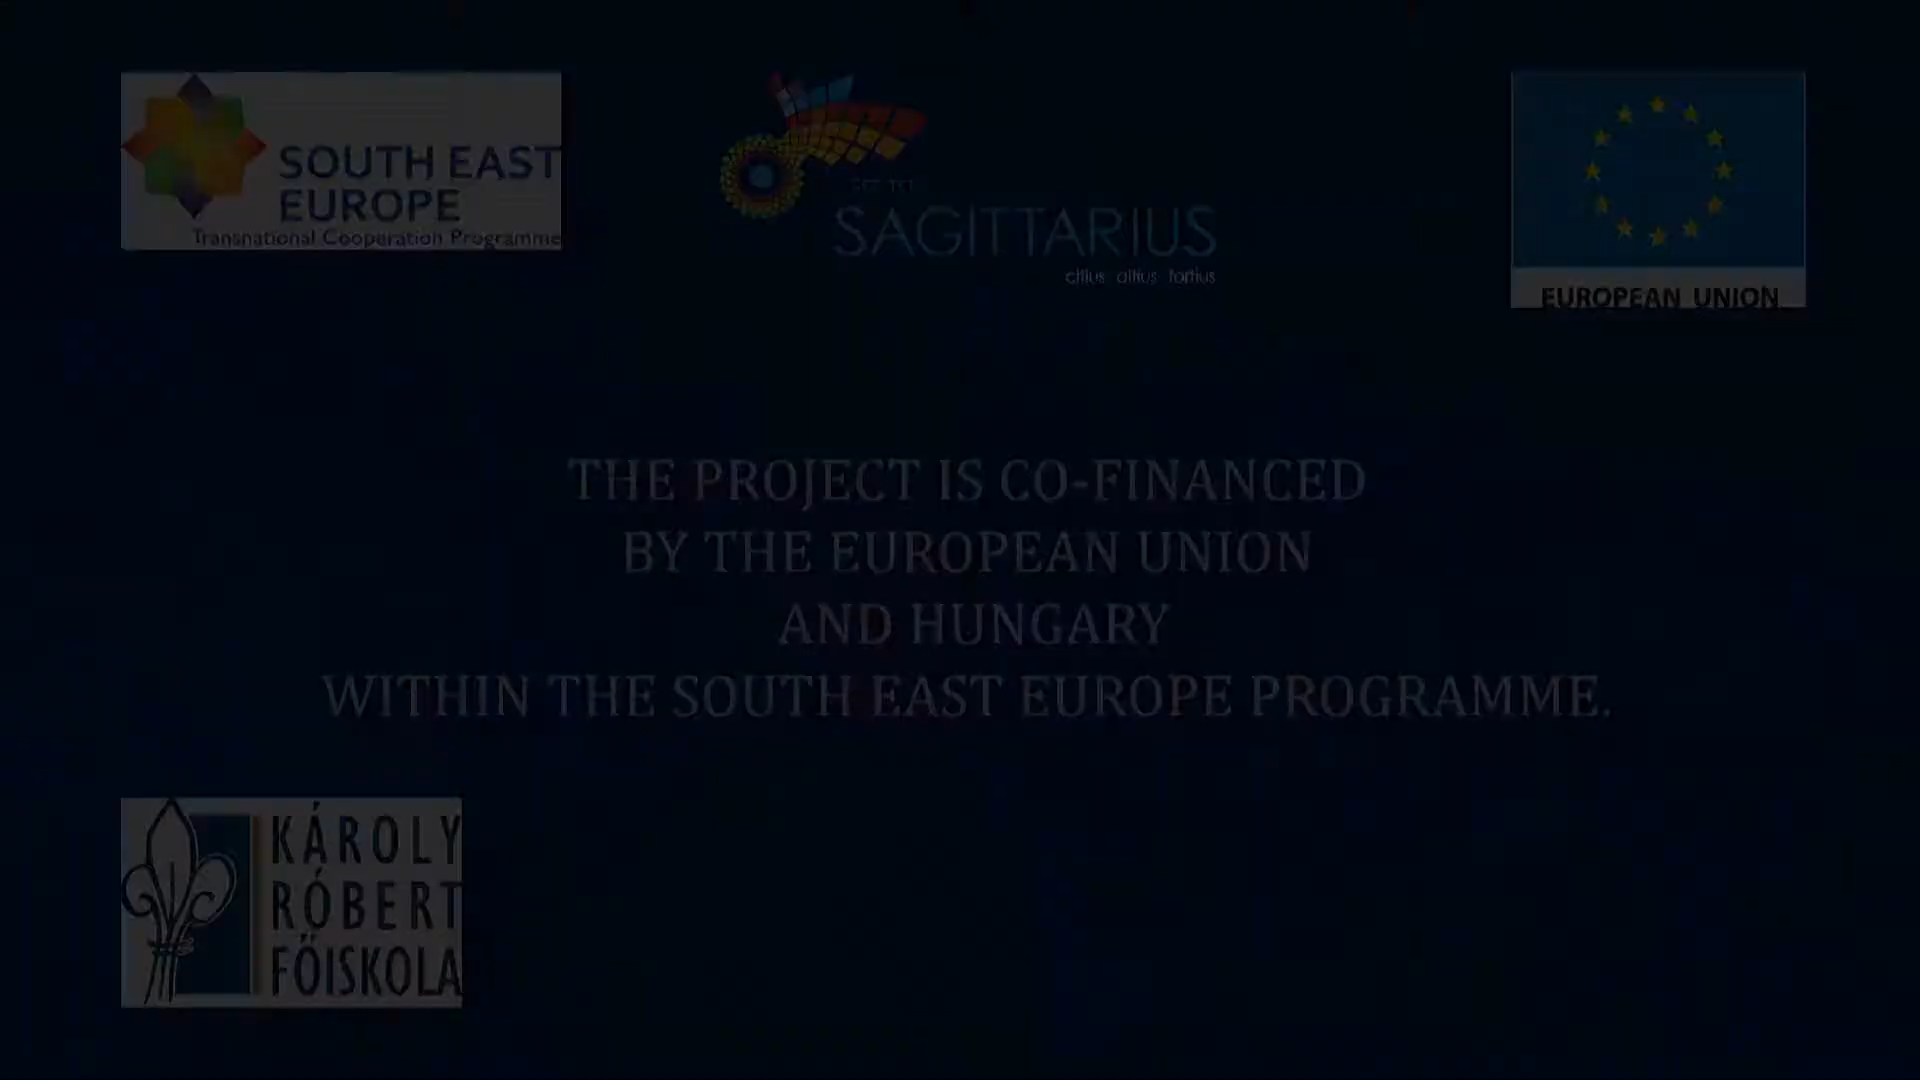 SOUTH EAST
EUROPE
Transnational Cooperation Programme
SAGITTARIUS
citius altius fortius
EUROPEAN UNION
THE PROJECT IS CO-FINANCED
BY THE EUROPEAN UNION
AND HUNGARY
WITHIN THE SOUTH EAST EUROPE PROGRAMME.
KÁROLY
RÓBERT
FŐISKOLA